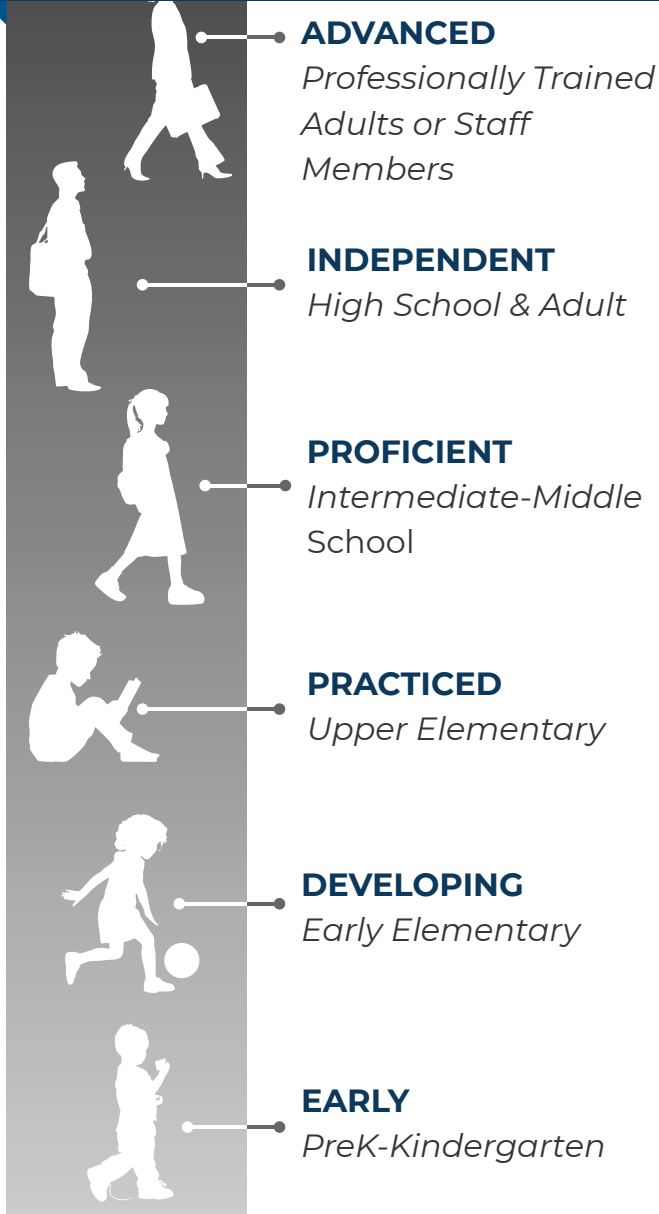 ADVANCED
Professionally Trained
Adults or Staff
Members
INDEPENDENT
High School & Adult
PROFICIENT
Intermediate-Middle
School
PRACTICED
Upper Elementary
DEVELOPING
Early Elementary
EARLY
PreK-Kindergarten